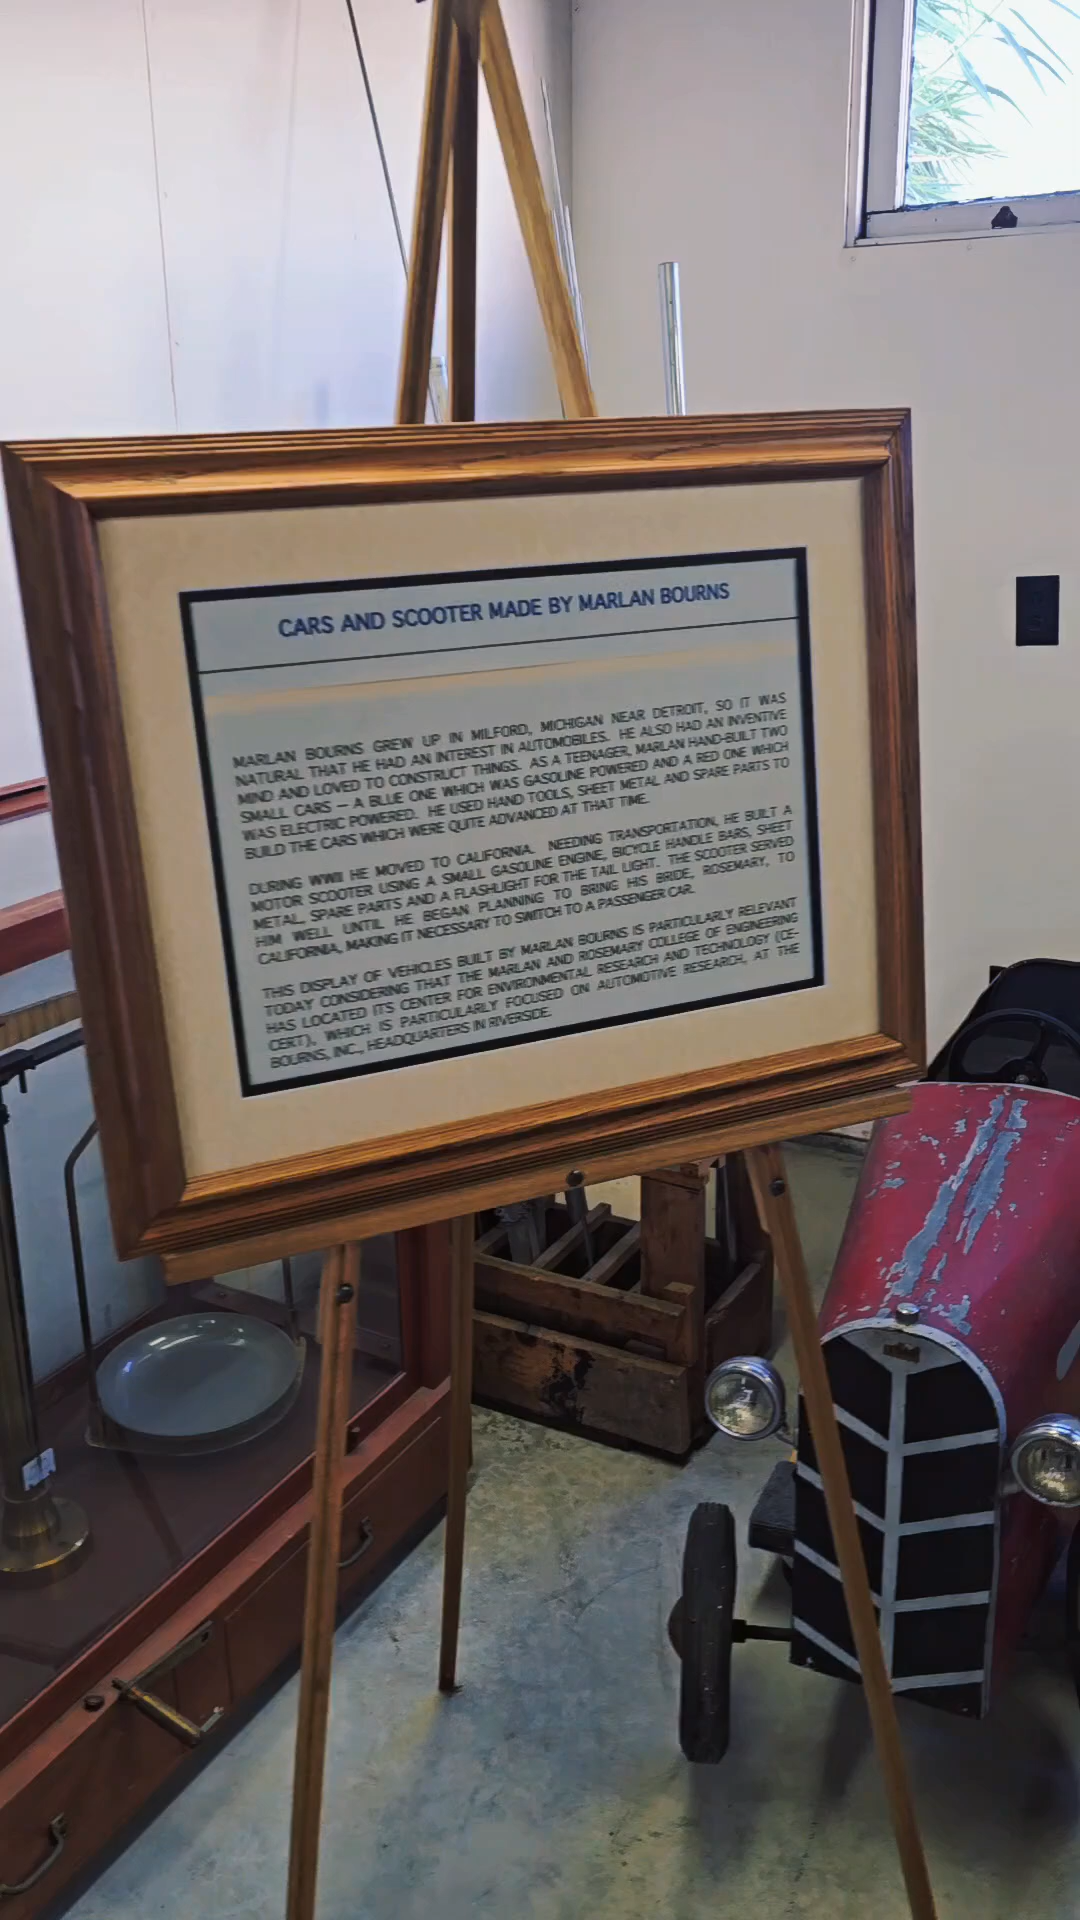 CARS AND SCOOTER MADE BY MARLAN BOURNS
MARLAN BOURNS GREW UP IN MILFORD, MICHIGAN NEAR DETROIT, SO IT WAS
NATURAL THAT HE HAD AN INTEREST IN AUTOMOBILES. HE ALSO HAD AN INVENTIVE
MIND AND LOVED TO CONSTRUCT THINGS. AS A TEENAGER, MARLAN HAND-BUILT TWO
SMALL CARS – A BLUE ONE WHICH WAS GASOLINE POWERED AND A RED ONE WHICH
WAS ELECTRIC POWERED. HE USED HAND TOOLS, SHEET METAL AND SPARE PARTS TO
BUILD THE CARS WHICH WERE QUITE ADVANCED AT THAT TIME.
DURING WWII HE MOVED TO CALIFORNIA. NEEDING TRANSPORTATION, HE BUILT A
MOTOR SCOOTER USING A SMALL GASOLINE ENGINE, BICYCLE HANDLE BARS, SHEET
METAL, SPARE PARTS AND A FLASHLIGHT FOR THE TAIL LIGHT. THE SCOOTER SERVED
HIM WELL UNTIL HE BEGAN PLANNING TO BRING HIS BRIDE, ROSEMARY, TO
CALIFORNIA, MAKING IT NECESSARY TO SWITCH TO A PASSENGER CAR.
THIS DISPLAY OF VEHICLES BUILT BY MARLAN BOURNS IS PARTICULARLY RELEVANT
TODAY CONSIDERING THAT THE MARLAN AND ROSEMARY COLLEGE OF ENGINEERING
HAS LOCATED ITS CENTER FOR ENVIRONMENTAL RESEARCH AND TECHNOLOGY (CE-
CERT), WHICH IS PARTICULARLY FOCUSED ON AUTOMOTIVE RESEARCH, AT THE
BOURNS, INC., HEADQUARTERS IN RIVERSIDE.